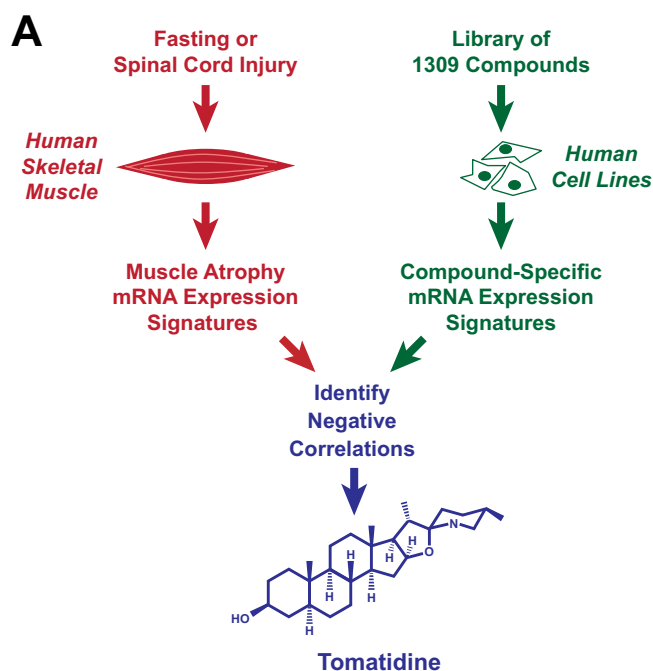 A
Fasting or
Spinal Cord Injury
Library of
1309 Compounds
Human
Skeletal
Muscle
Human
Cell Lines
Muscle Atrophy
mRNA Expression
Signatures
Compound-Specific
mRNA Expression
Signatures
Identify
Negative
Correlations
N
H
H
O
H
H
H
HO
H
Tomatidine